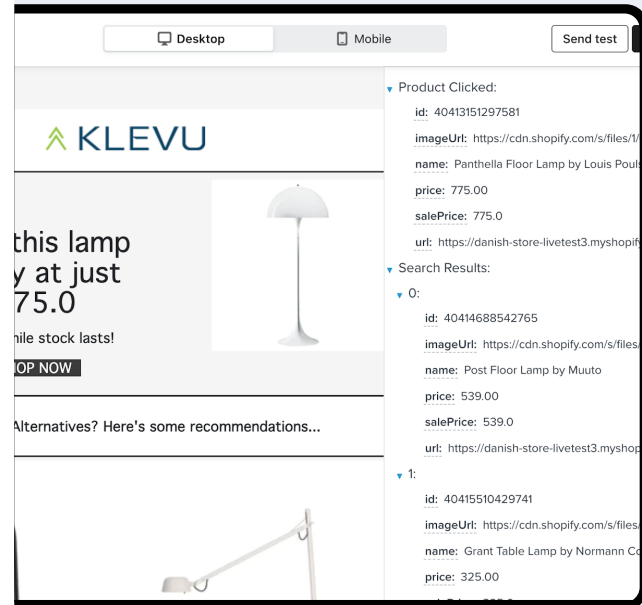 Desktop
Mobile
Send test
KLEVU
this lamp
y at just
75.0
hile stock lasts!
OP NOW
Alternatives? Here's some recommendations...
Product Clicked:
id: 40413151297581
imageUrl: https://cdn.shopify.com/s/files/1/
name: Panthella Floor Lamp by Louis Pouls
price: 775.00
salePrice: 775.0
url: https://danish-store-livetest3.myshopify
Search Results:
0:
id: 40414688542765
imageUrl: https://cdn.shopify.com/s/files/
name: Post Floor Lamp by Muuto
price: 539.00
salePrice: 539.0
url: https://danish-store-livetest3.myshop
1:
id: 40415510429741
imageUrl: https://cdn.shopify.com/s/files/
name: Grant Table Lamp by Normann Co
price: 325.00